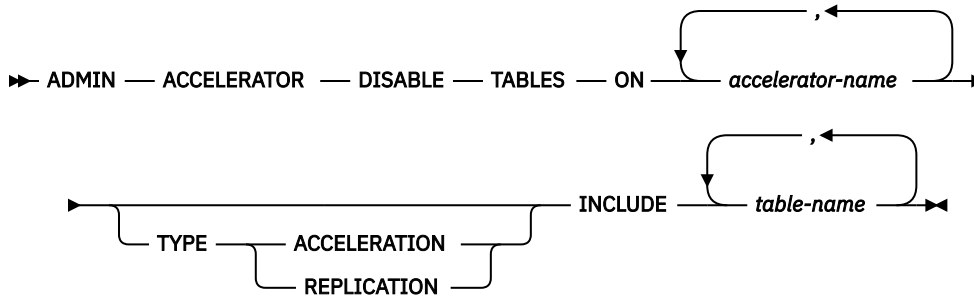 ,
ADMIN ACCELERATOR DISABLE TABLES ON accelerator-name
,
INCLUDE table-name
TYPE ACCELERATION
REPLICATION